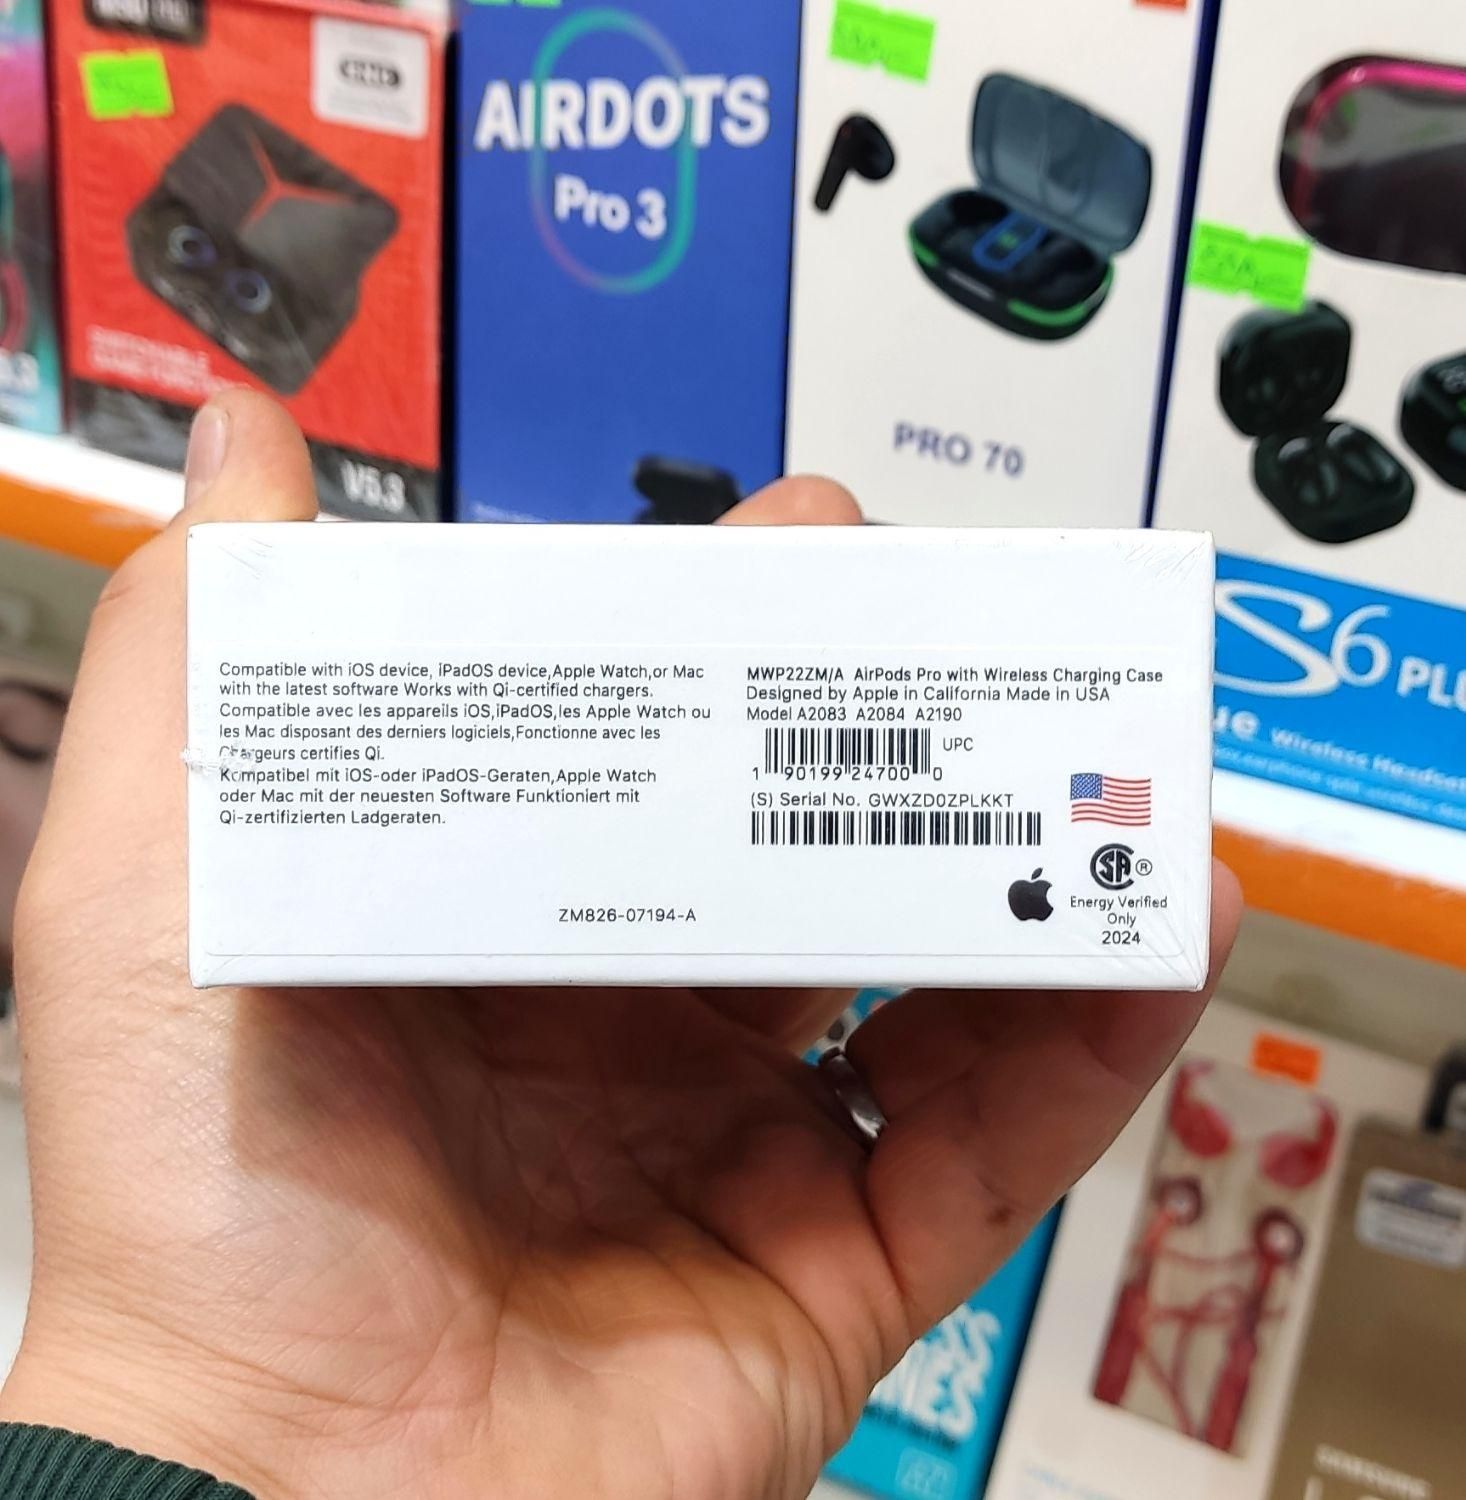 AIRDOTS
Pro 3
PRO 70
V5.3
S6 PLU
Wireless Headset
Compatible with iOS device, iPadOS device,Apple Watch,or Mac
with the latest software Works with Qi-certified chargers.
Compatible avec les appareils iOS,iPadOS,les Apple Watch ou
les Mac disposant des derniers logiciels,Fonctionne avec les
Chargeurs certifies Qi.
Kompatibel mit iOS-oder iPadOS-Geraten,Apple Watch
oder Mac mit der neuesten Software Funktioniert mit
Qi-zertifizierten Ladgeraten.
ZM826-07194-A
MWP22ZM/A AirPods Pro with Wireless Charging Case
Designed by Apple in California Made in USA
Model A2083 A2084 A2190
UPC
1 90199 24700 0
(S) Serial No. GWXZD0ZPLKKT
SA ®
Energy Verified
Only
2024